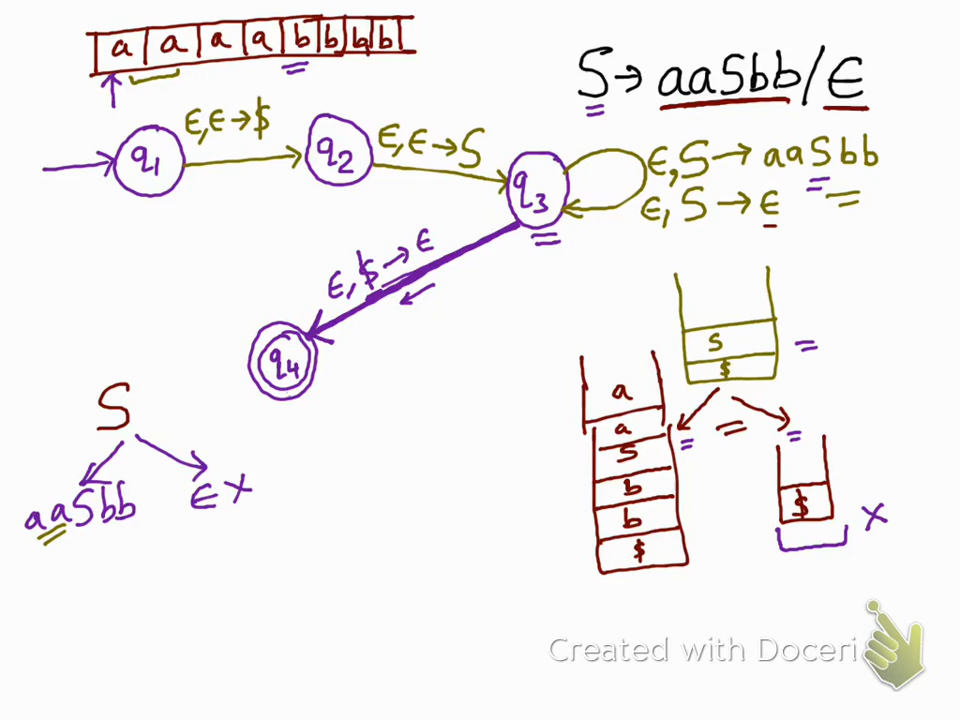 a a a a b b b b
S → aaSbb/ϵ
q1
ϵ,ϵ→$
q2
ϵ,ϵ→S
q3
ϵ,S → aaSbb
ϵ,S → ϵ
ϵ,$→ϵ
q4
S
$
S
aaSbb
ϵ x
a
a
S
b
b
$
$
x
Created with Doceri